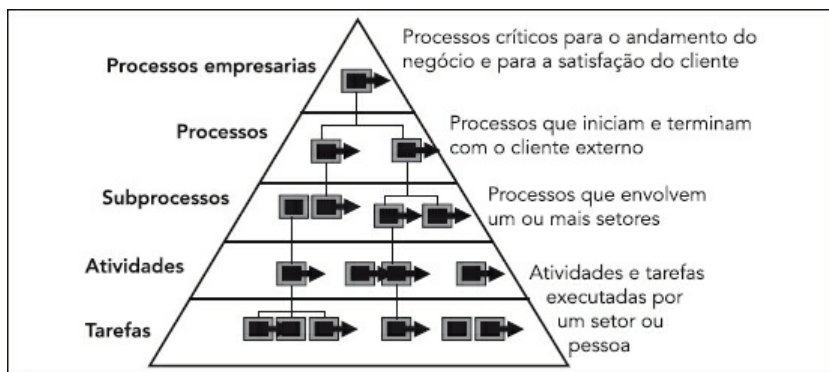 Processos empresarias
Processos críticos para o andamento do
negócio e para a satisfação do cliente
Processos
Processos que iniciam e terminam
com o cliente externo
Subprocessos
Processos que envolvem
um ou mais setores
Atividades
Atividades e tarefas
executadas por
um setor ou
pessoa
Tarefas